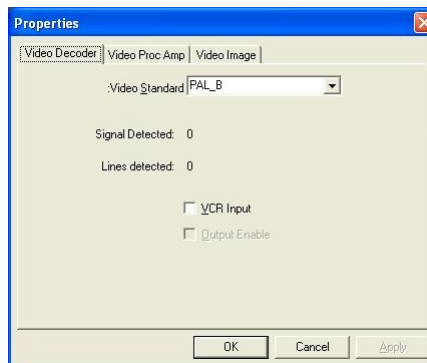 Properties
Video Decoder Video Proc Amp Video Image
:Video Standard PAL_B
Signal Detected: 0
Lines detected: 0
VCR Input
Output Enable
OK Cancel Apply